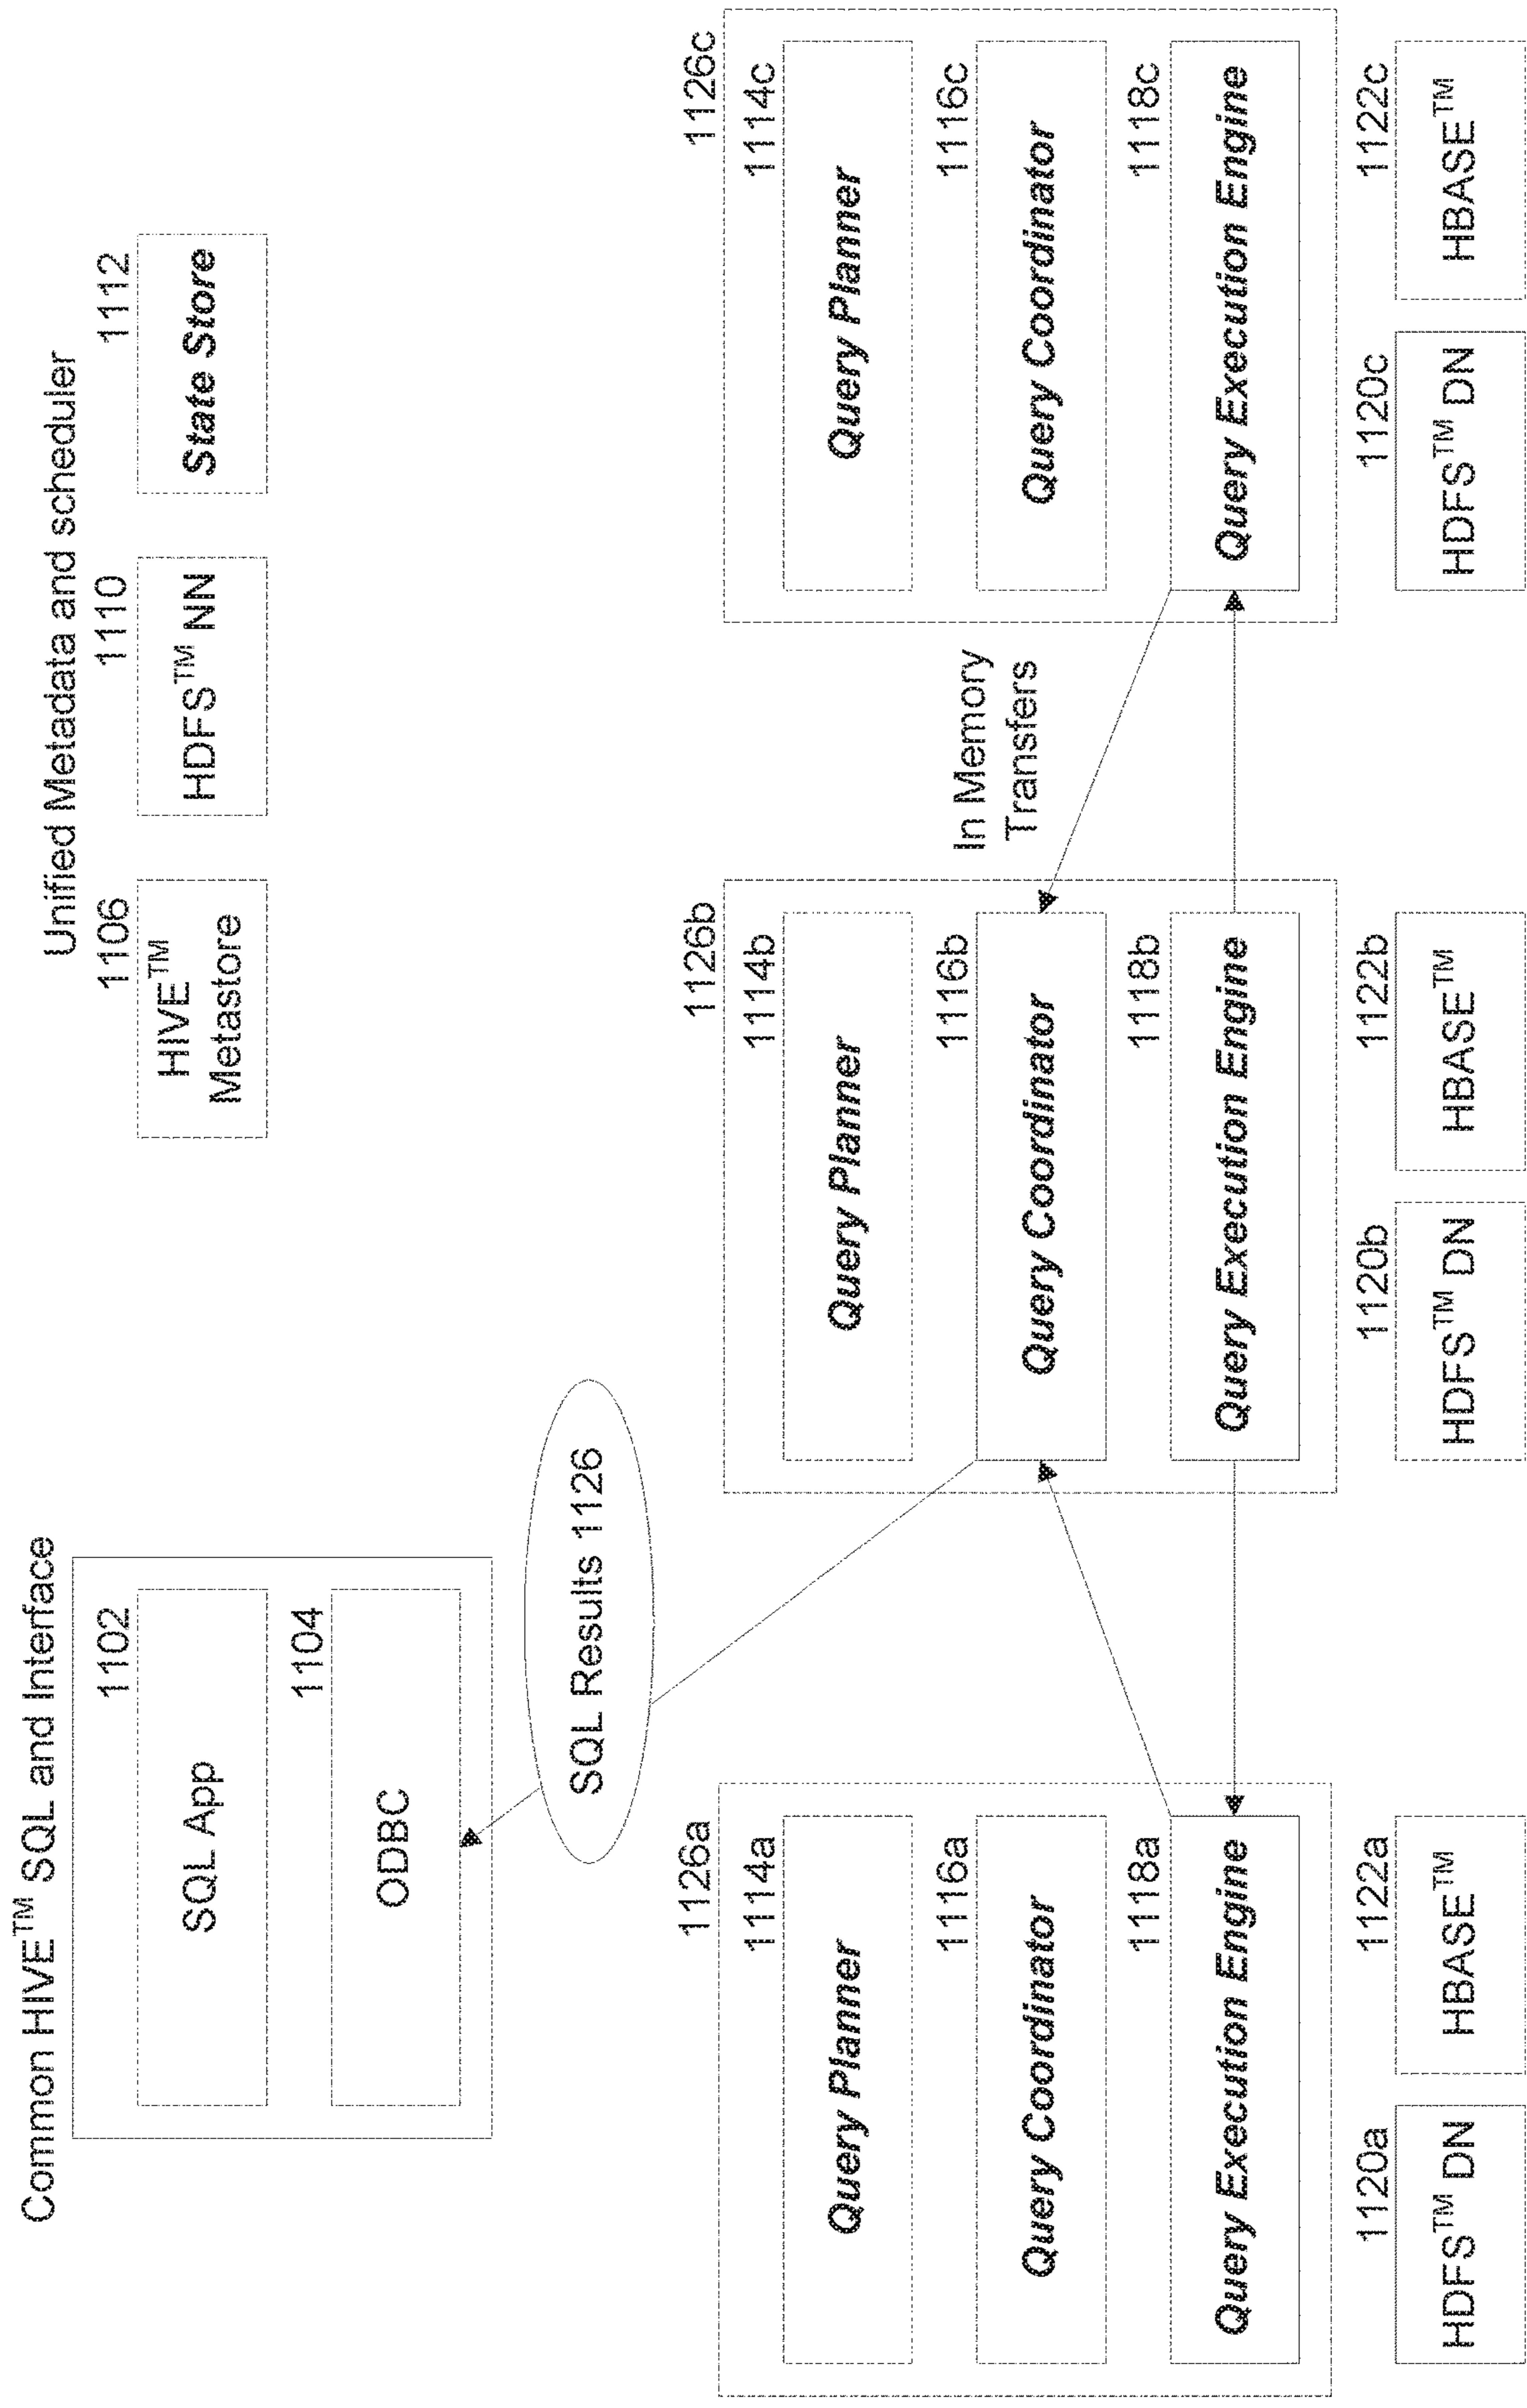 Common HIVE™ SQL and Interface
1102
SQL App
1104
ODBC
SQL Results 1126
Unified Metadata and scheduler
1106
HIVE™
Metastore
1110
HDFS™ NN
1112
State Store
1126a
1114a
Query Planner
1116a
Query Coordinator
1118a
Query Execution Engine
1120a
HDFS™ DN
1122a
HBASE™
1126b
1114b
Query Planner
1116b
Query Coordinator
1118b
Query Execution Engine
1120b
HDFS™ DN
1122b
HBASE™
In Memory
Transfers
1126c
1114c
Query Planner
1116c
Query Coordinator
1118c
Query Execution Engine
1120c
HDFS™ DN
1122c
HBASE™